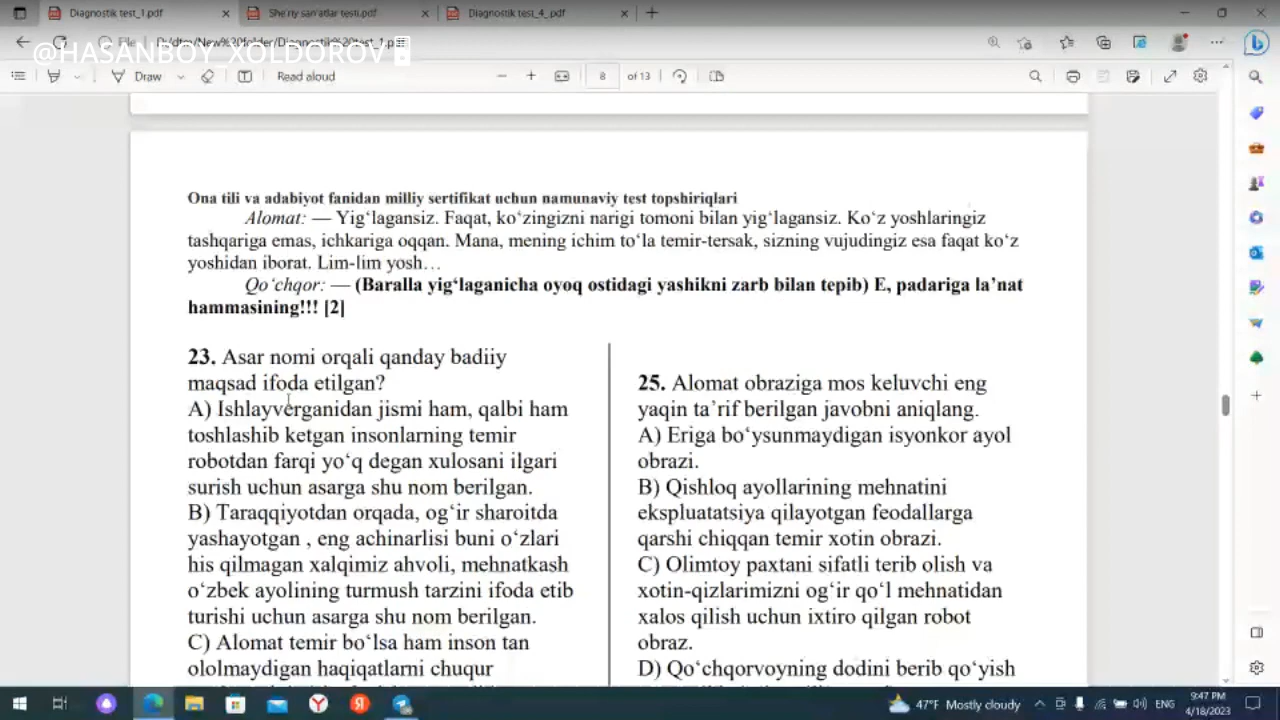 Diagnostik test_1.pdf
She'riy san'atlar testi.pdf
Diagnostik test_4_.pdf
@HASANBOY_XOLDOROV
Draw
Read aloud
8
of 13
Ona tili va adabiyot fanidan milliy sertifikat uchun namunaviy test topshiriqlari
Alomat: — Yig‘lagansiz. Faqat, ko‘zingizni narigi tomoni bilan yig‘lagansiz. Ko‘z yoshlaringiz
tashqariga emas, ichkariga oqqan. Mana, mening ichim to‘la temir-tersak, sizning vujudingiz esa faqat ko‘z
yoshidan iborat. Lim-lim yosh…
Qo‘chqor: — (Baralla yig‘laganicha oyoq ostidagi yashikni zarb bilan tepib) E, padariga la’nat
hammasining!!! [2]
23. Asar nomi orqali qanday badiiy
maqsad ifoda etilgan?
A) Ishlayverganidan jismi ham, qalbi ham
toshlashib ketgan insonlarning temir
robotdan farqi yo‘q degan xulosani ilgari
surish uchun asarga shu nom berilgan.
B) Taraqqiyotdan orqada, og‘ir sharoitda
yashayotgan , eng achinarlisi buni o‘zlari
his qilmagan xalqimiz ahvoli, mehnatkash
o‘zbek ayolining turmush tarzini ifoda etib
turishi uchun asarga shu nom berilgan.
C) Alomat temir bo‘lsa ham inson tan
ololmaydigan haqiqatlarni chuqur
25. Alomat obraziga mos keluvchi eng
yaqin ta’rif berilgan javobni aniqlang.
A) Eriga bo‘ysunmaydigan isyonkor ayol
obrazi.
B) Qishloq ayollarining mehnatini
ekspluatatsiya qilayotgan feodallarga
qarshi chiqqan temir xotin obrazi.
C) Olimtoy paxtani sifatli terib olish va
xotin-qizlarimizni og‘ir qo‘l mehnatidan
xalos qilish uchun ixtiro qilgan robot
obraz.
D) Qo‘chqorvoyning dodini berib qo‘yish
47°F Mostly cloudy
ENG
9:47 PM
4/18/2023